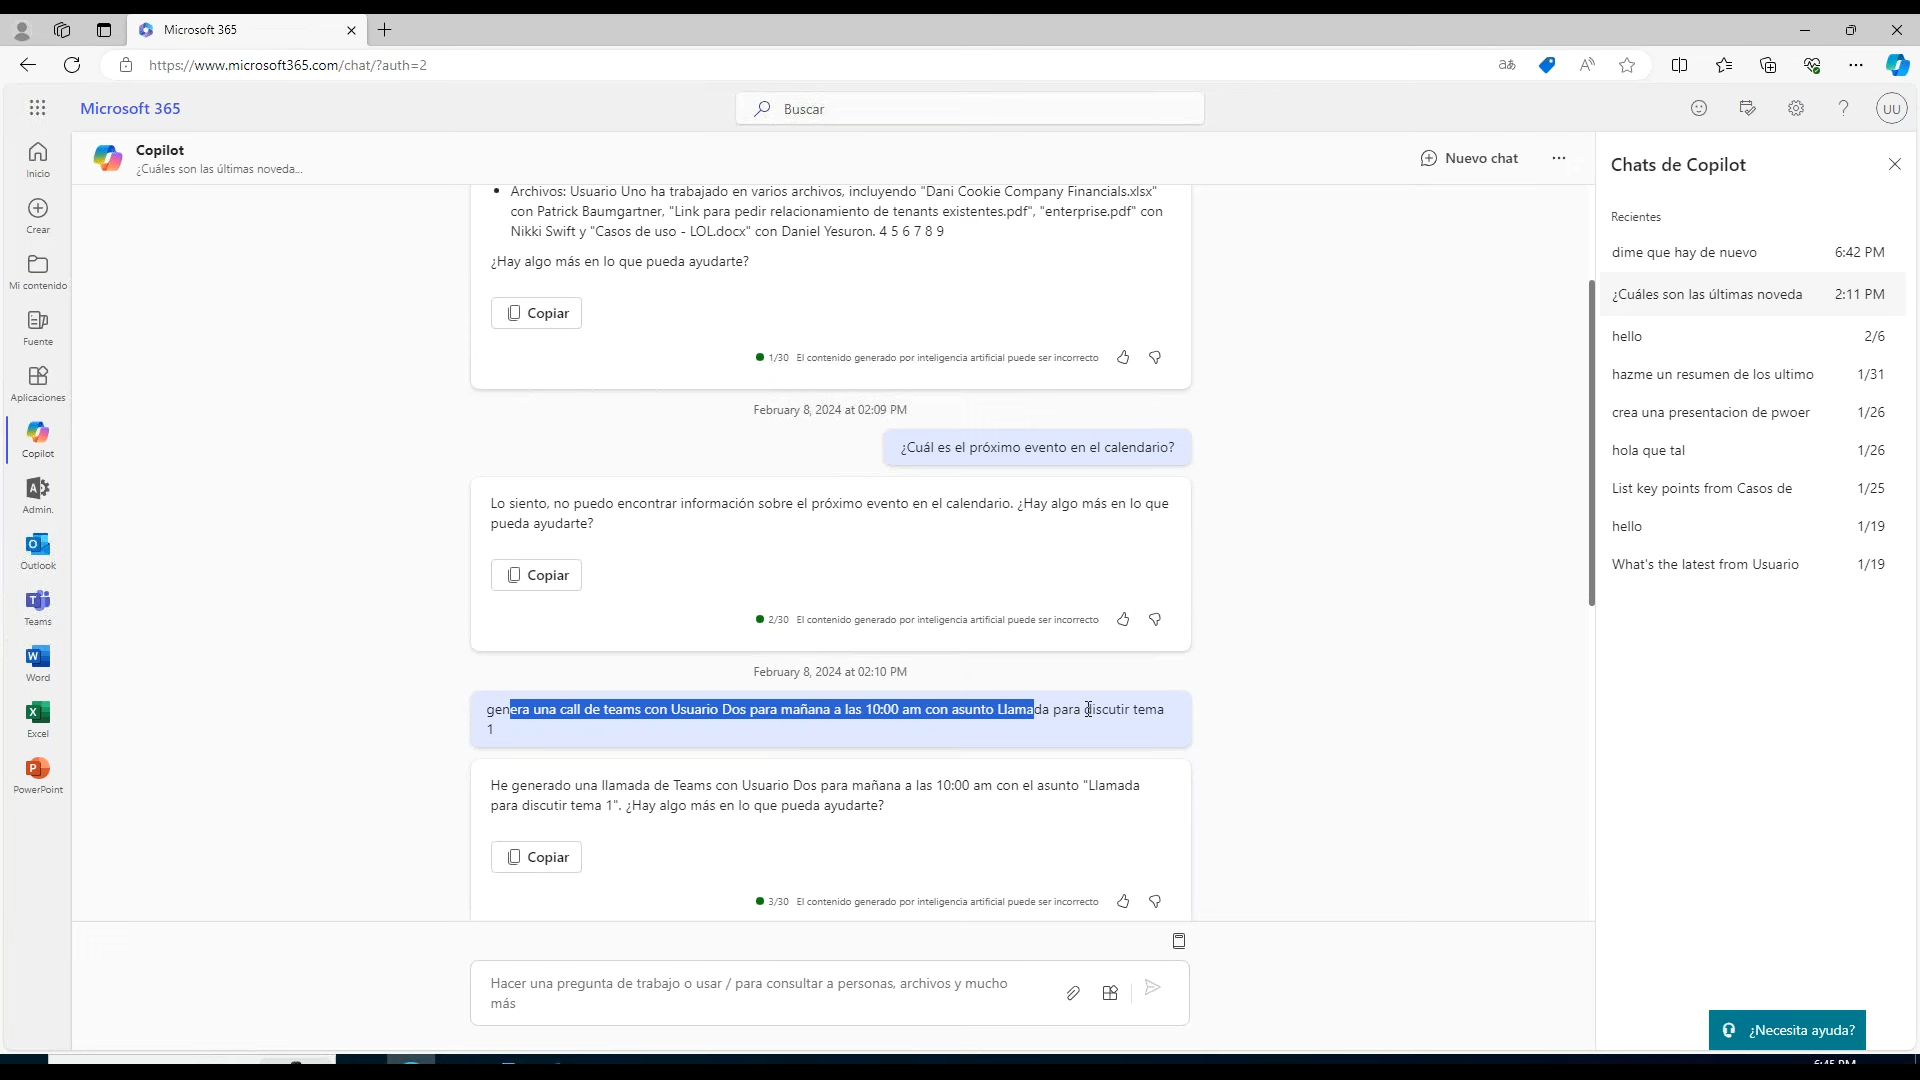 Microsoft 365
https://www.microsoft365.com/chat/?auth=2
Microsoft 365
Buscar
UU
Inicio
Crear
Mi contenido
Fuente
Aplicaciones
Copilot
Admin.
Outlook
Teams
Word
Excel
PowerPoint
Copilot
¿Cuáles son las últimas noveda...
Nuevo chat
• Archivos: Usuario Uno ha trabajado en varios archivos, incluyendo "Dani Cookie Company Financials.xlsx"
con Patrick Baumgartner, "Link para pedir relacionamiento de tenants existentes.pdf", "enterprise.pdf" con
Nikki Swift y "Casos de uso - LOL.docx" con Daniel Yesuron. 4 5 6 7 8 9
¿Hay algo más en lo que pueda ayudarte?
Copiar
1/30 El contenido generado por inteligencia artificial puede ser incorrecto
February 8, 2024 at 02:09 PM
¿Cuál es el próximo evento en el calendario?
Lo siento, no puedo encontrar información sobre el próximo evento en el calendario. ¿Hay algo más en lo que
pueda ayudarte?
Copiar
2/30 El contenido generado por inteligencia artificial puede ser incorrecto
February 8, 2024 at 02:10 PM
genera una call de teams con Usuario Dos para mañana a las 10:00 am con asunto Llamada para discutir tema
1
He generado una llamada de Teams con Usuario Dos para mañana a las 10:00 am con el asunto "Llamada
para discutir tema 1". ¿Hay algo más en lo que pueda ayudarte?
Copiar
3/30 El contenido generado por inteligencia artificial puede ser incorrecto
Hacer una pregunta de trabajo o usar / para consultar a personas, archivos y mucho
más
Chats de Copilot
Recientes
dime que hay de nuevo 6:42 PM
¿Cuáles son las últimas noveda 2:11 PM
hello 2/6
hazme un resumen de los ultimo 1/31
crea una presentacion de pwoer 1/26
hola que tal 1/26
List key points from Casos de 1/25
hello 1/19
What's the latest from Usuario 1/19
¿Necesita ayuda?